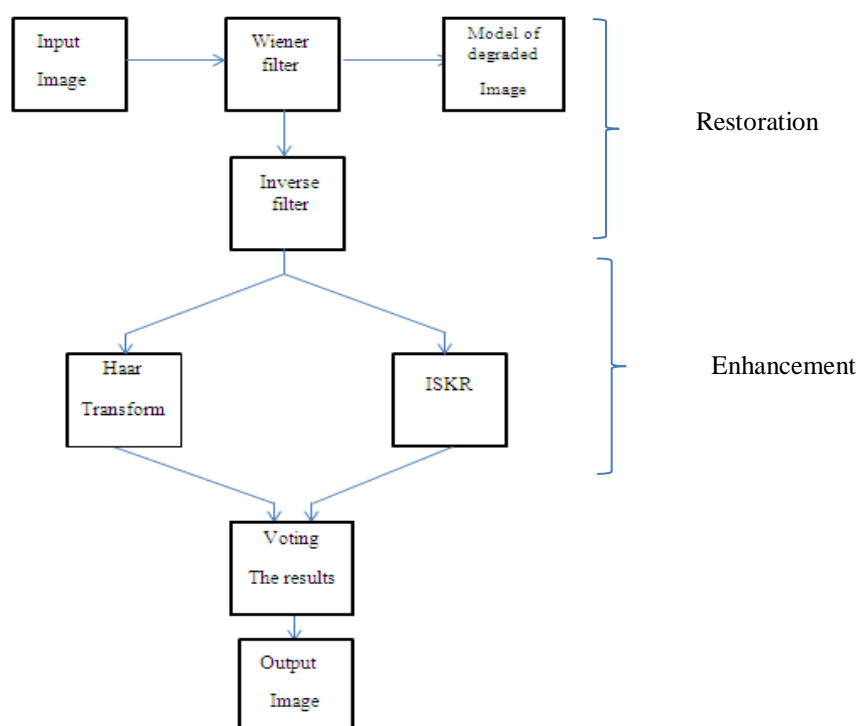 Input
Image
Wiener
filter
Model of
degraded
Image
Restoration
Inverse
filter
Haar
Transform
ISKR
Enhancement
Voting
The results
Output
Image